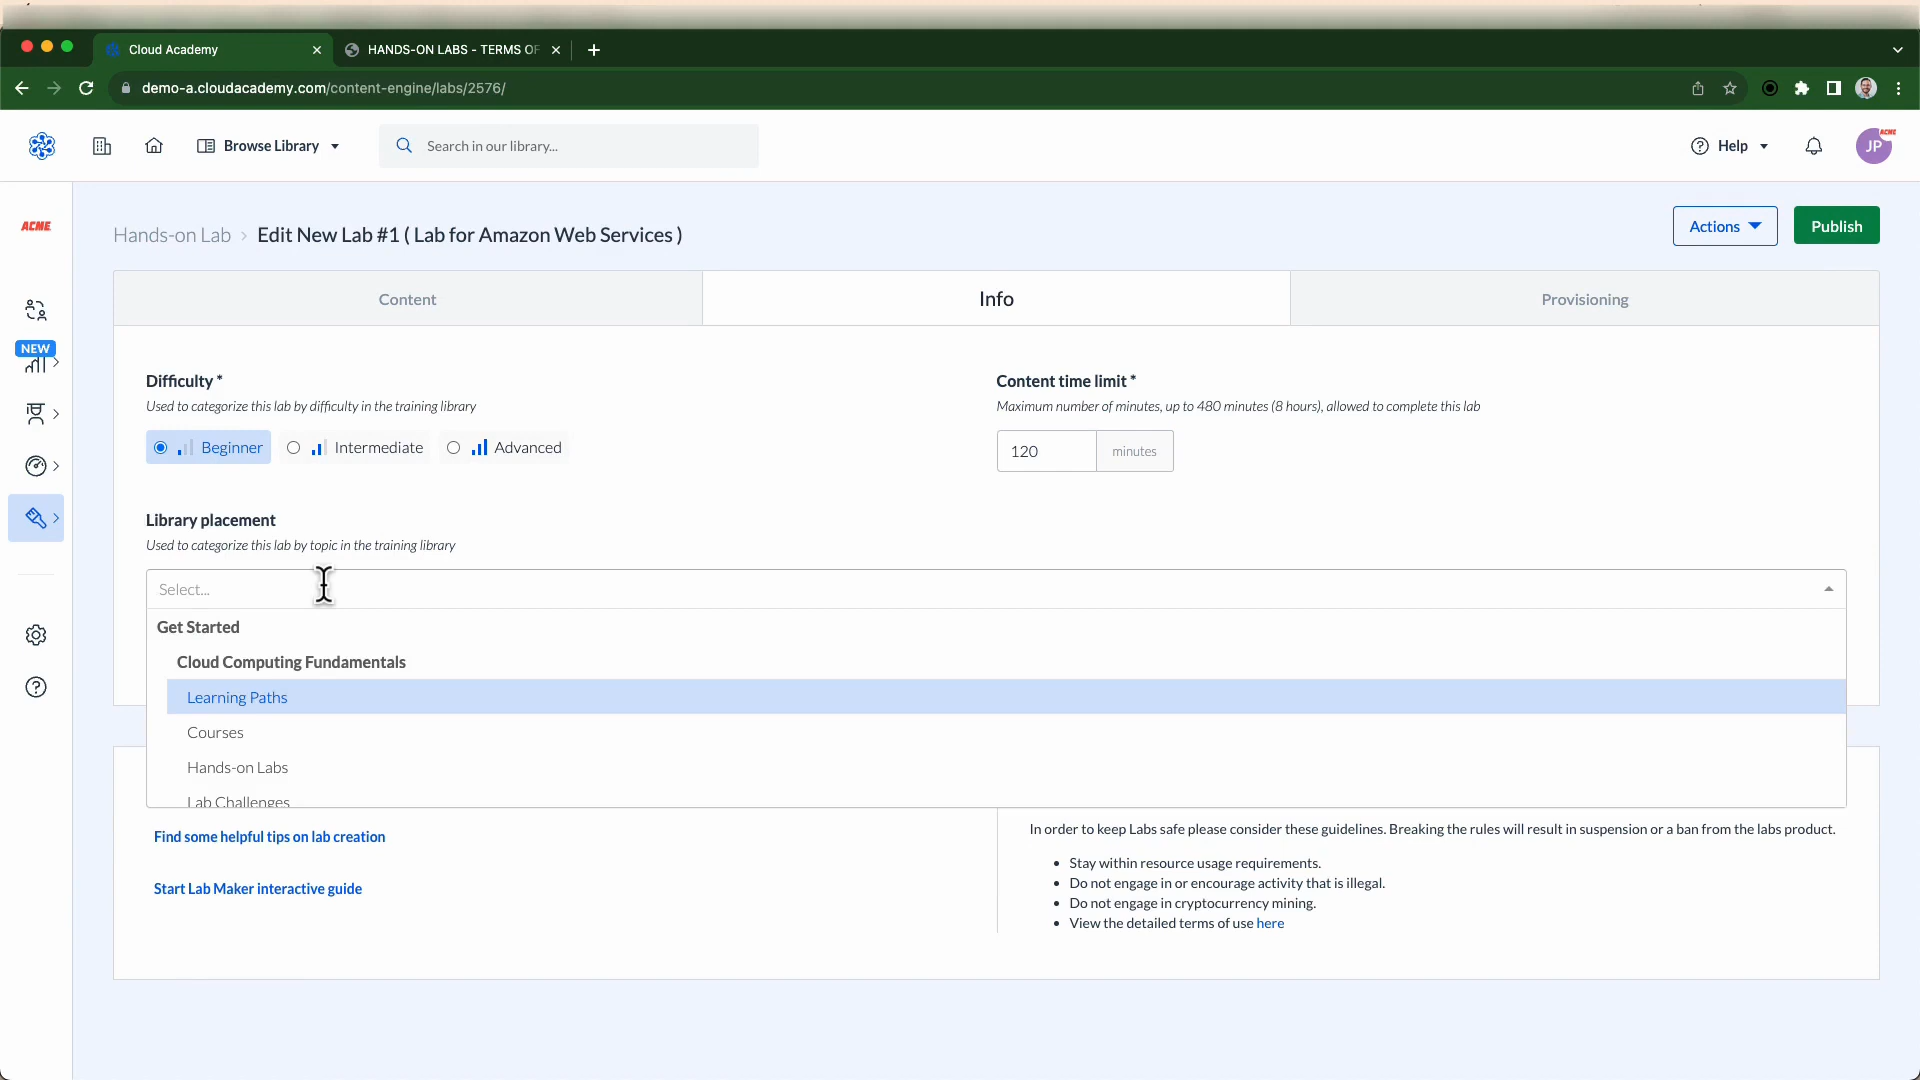 Cloud Academy
HANDS-ON LABS - TERMS OF
demo-a.cloudacademy.com/content-engine/labs/2576/
Browse Library
Search in our library...
Help
JP
ACME
ACME
Hands-on Lab > Edit New Lab #1 ( Lab for Amazon Web Services )
Actions
Publish
Content
Info
Provisioning
NEW
Difficulty *
Used to categorize this lab by difficulty in the training library
Beginner
Intermediate
Advanced
Content time limit *
Maximum number of minutes, up to 480 minutes (8 hours), allowed to complete this lab
120
minutes
Library placement
Used to categorize this lab by topic in the training library
Select...
Get Started
Cloud Computing Fundamentals
Learning Paths
Courses
Hands-on Labs
Lab Challenges
Find some helpful tips on lab creation
Start Lab Maker interactive guide
In order to keep Labs safe please consider these guidelines. Breaking the rules will result in suspension or a ban from the labs product.
• Stay within resource usage requirements.
• Do not engage in or encourage activity that is illegal.
• Do not engage in cryptocurrency mining.
• View the detailed terms of use here